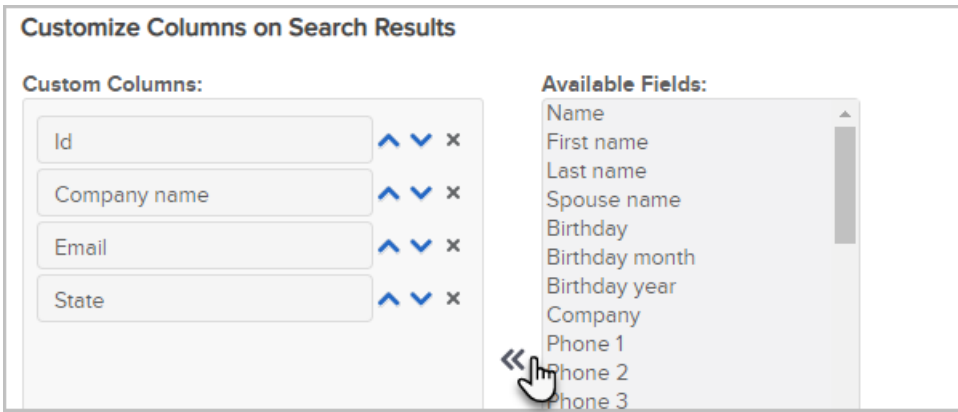 Customize Columns on Search Results
Custom Columns:
Id
Company name
Email
State
Available Fields:
Name
First name
Last name
Spouse name
Birthday
Birthday month
Birthday year
Company
Phone 1
Phone 2
Phone 3